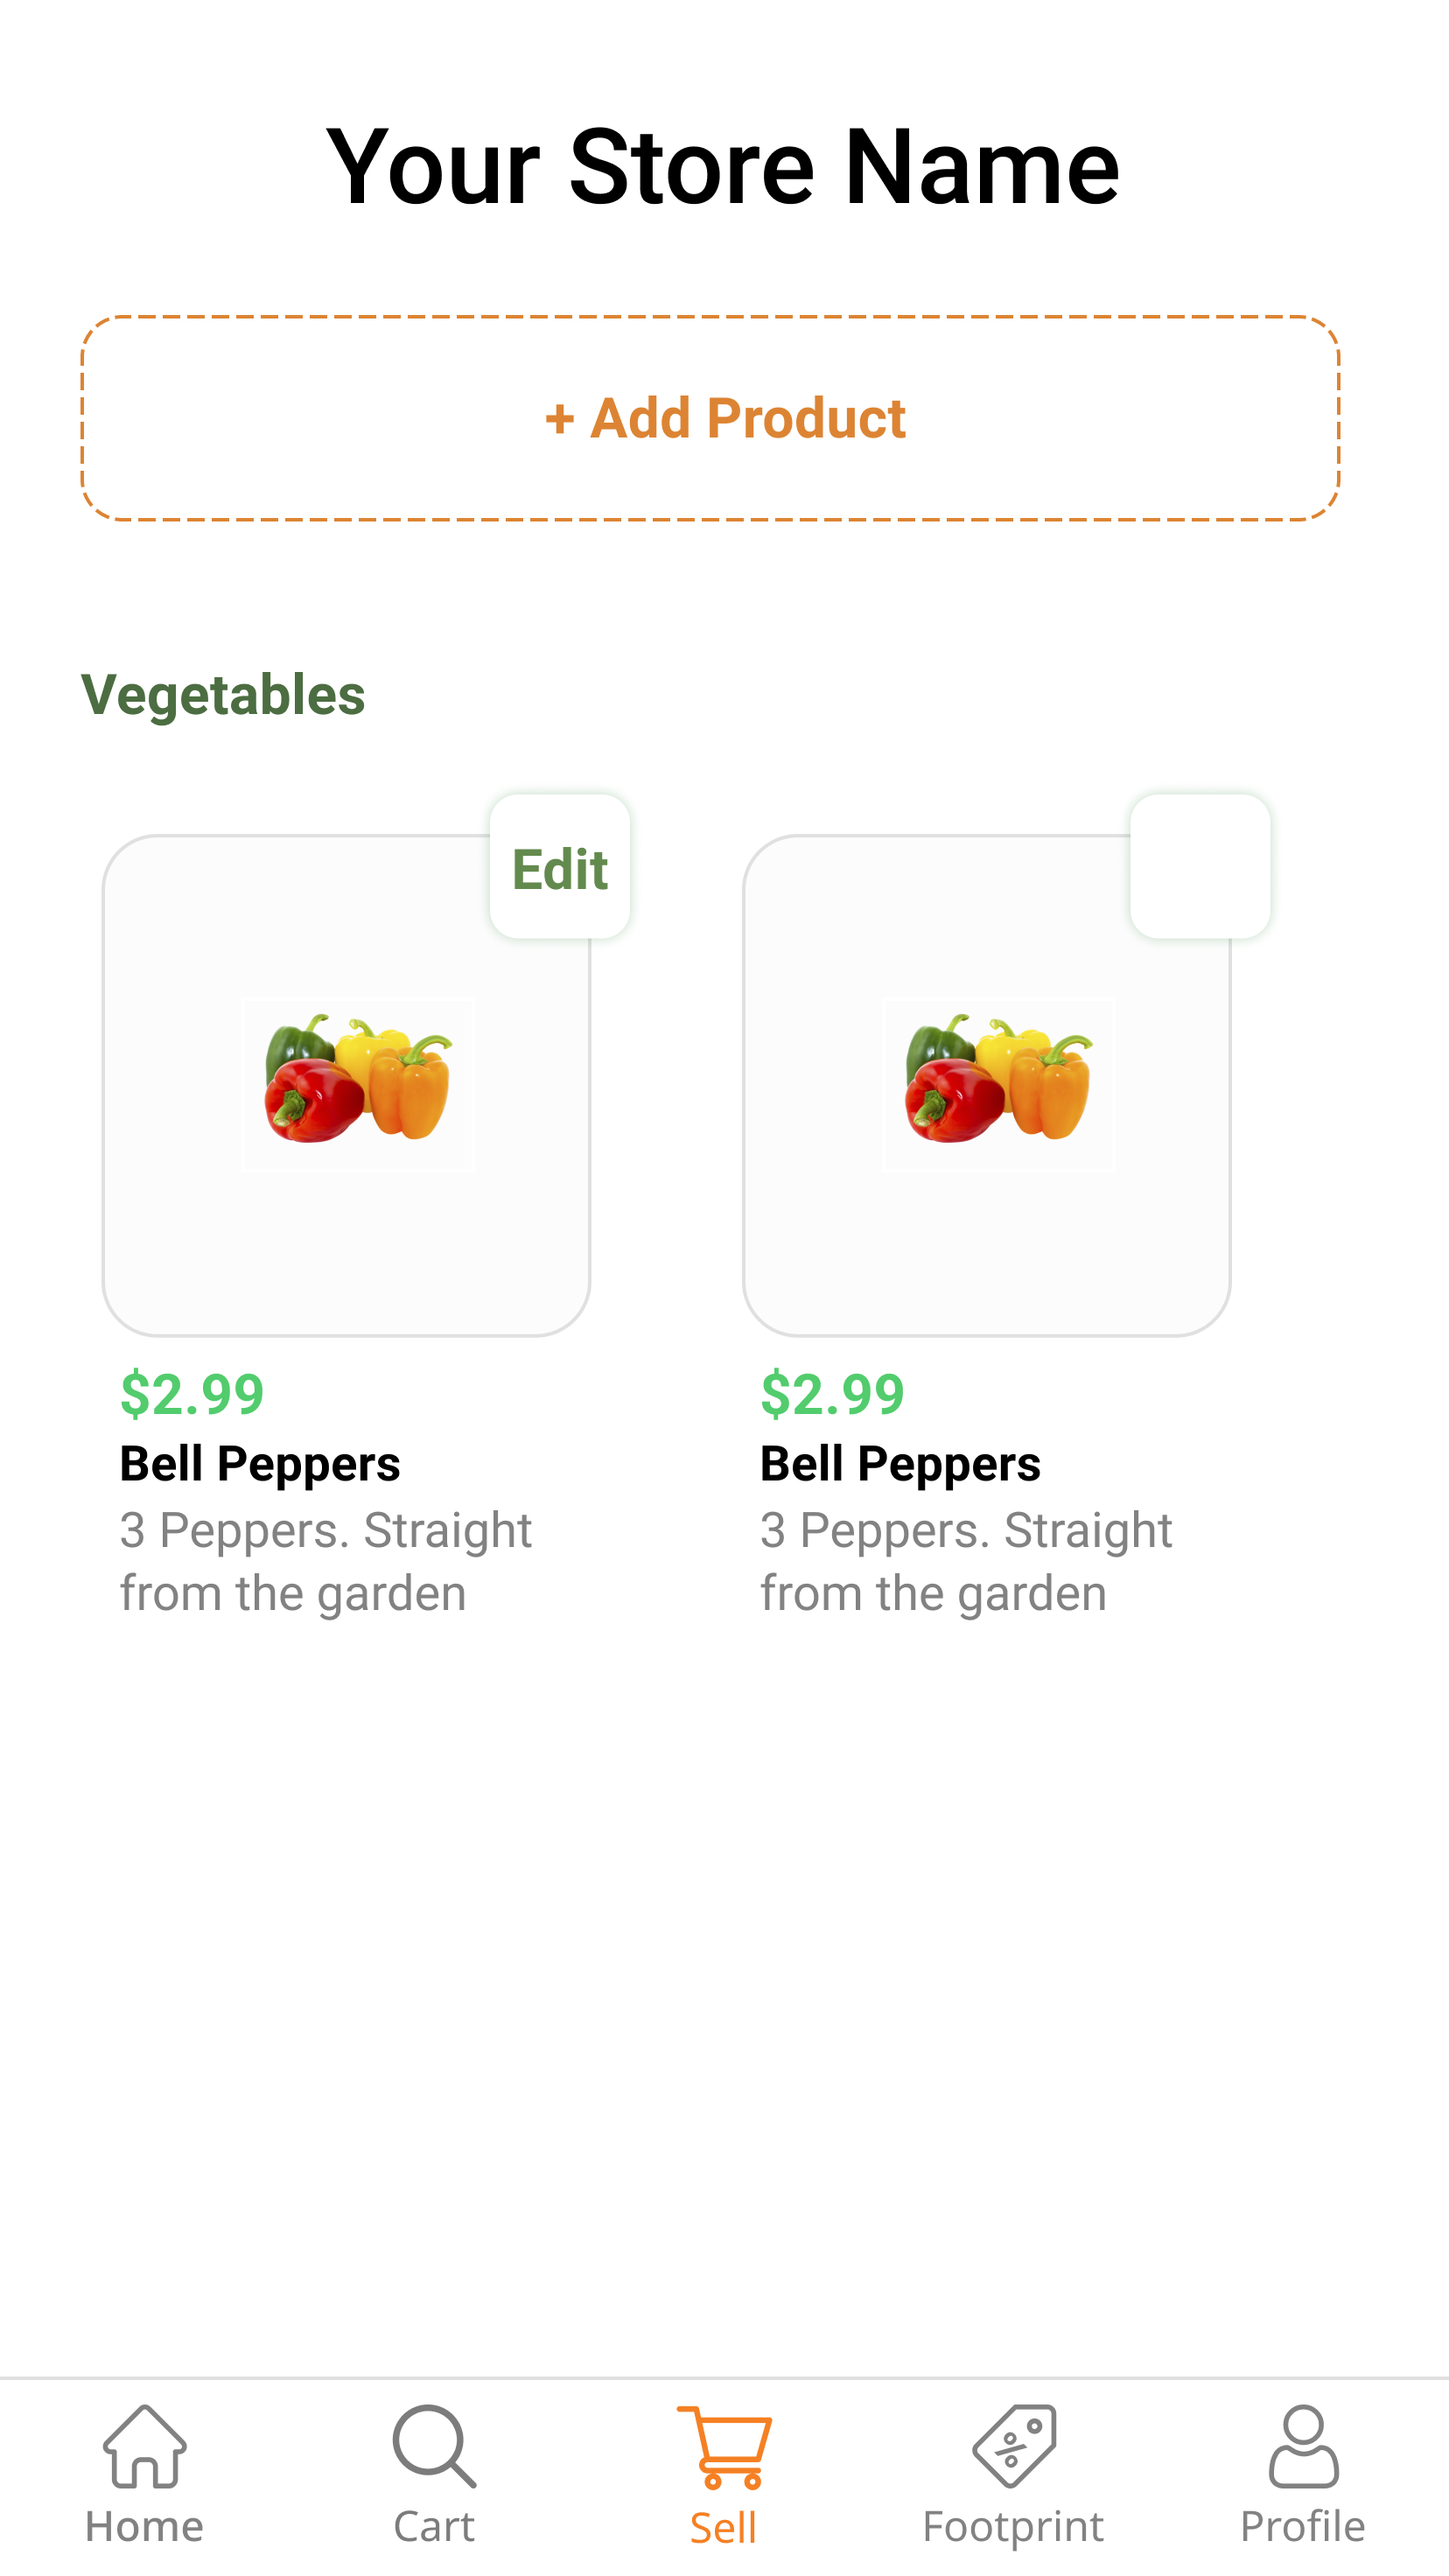 Your Store Name
+ Add Product
Vegetables
Edit
$2.99
Bell Peppers
3 Peppers. Straight
from the garden
$2.99
Bell Peppers
3 Peppers. Straight
from the garden
Home
Cart
Sell
Footprint
Profile